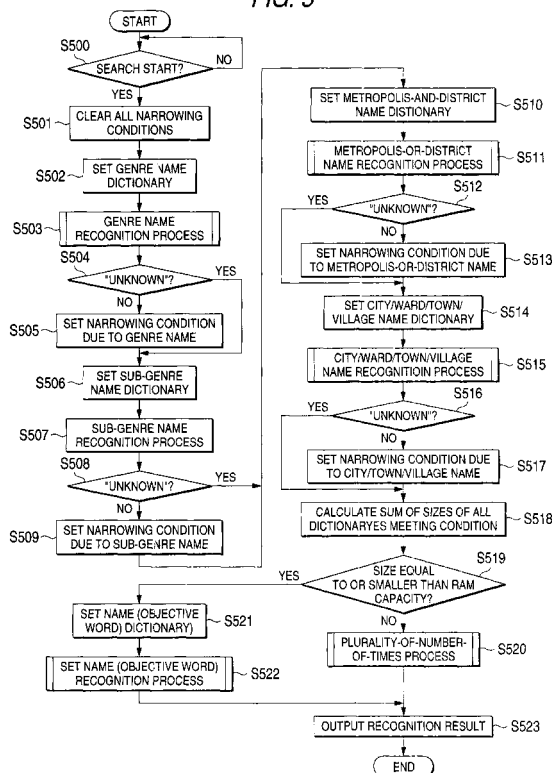 FIG. 5
START
S500
SEARCH START?
NO
YES
S501
CLEAR ALL NARROWING
CONDITIONS
S502
SET GENRE NAME
DICTIONARY
S503
GENRE NAME
RECOGNITION PROCESS
S504
"UNKNOWN"?
YES
NO
S505
SET NARROWING CONDITION
DUE TO GENRE NAME
S506
SET SUB-GENRE
NAME DICTIONARY
S507
SUB-GENRE NAME
RECOGNITION PROCESS
S508
"UNKNOWN"?
YES
NO
S509
SET NARROWING CONDITION
DUE TO SUB-GENRE NAME
SET METROPOLIS-AND-DISTRICT
NAME DISTIONARY
S510
METROPOLIS-OR-DISTRICT
NAME RECOGNITION PROCESS
S511
S512
YES
"UNKNOWN"?
NO
SET NARROWING CONDITION DUE
TO METROPOLIS-OR-DISTRICT NAME
S513
SET CITY/WARD/TOWN/
VILLAGE NAME DICTIONARY
S514
CITY/WARD/TOWN/VILLAGE
NAME RECOGNITIOIN PROCESS
S515
S516
YES
"UNKNOWN"?
NO
SET NARROWING CONDITION DUE
TO CITY/TOWN/VILLAGE NAME
S517
CALCULATE SUM OF SIZES OF ALL
DICTIONARYES MEETING CONDITION
S518
S519
YES
SIZE EQUAL
TO OR SMALLER THAN RAM
CAPACITY?
NO
SET NAME (OBJECTIVE
WORD) DICTIONARY)
S521
PLURALITY-OF-NUMBER-
OF-TIMES PROCESS
S520
SET NAME (OBJECTIVE WORD)
RECOGNITION PROCESS
S522
OUTPUT RECOGNITION RESULT
S523
END